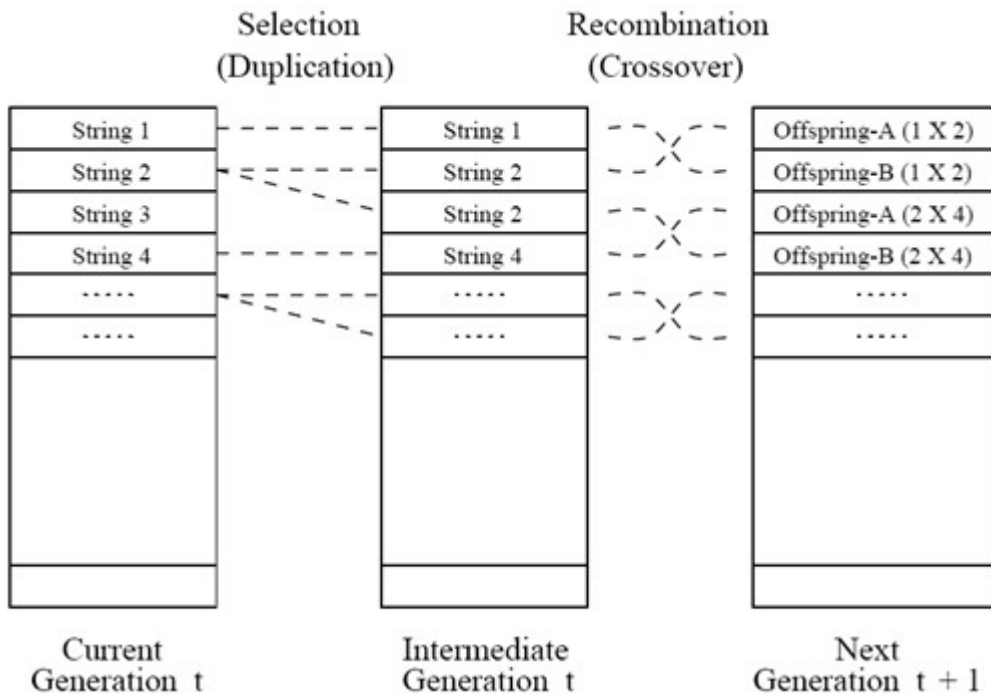 Selection
(Duplication)
Recombination
(Crossover)
String 1
String 2
String 3
String 4
.....
.....
String 1
String 2
String 2
String 4
.....
.....
Offspring-A (1 X 2)
Offspring-B (1 X 2)
Offspring-A (2 X 4)
Offspring-B (2 X 4)
.....
.....
Current
Generation t
Intermediate
Generation t
Next
Generation t + 1